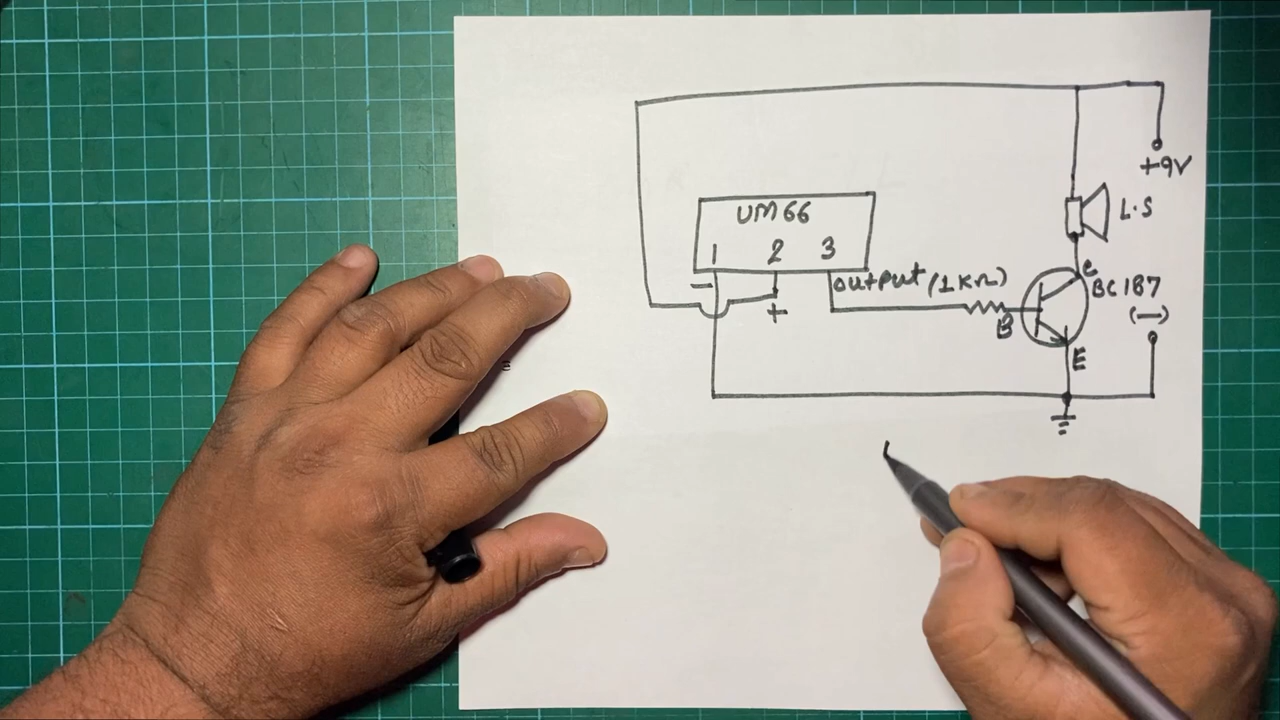 +9V
UM66
L.S
1 2 3
- +
output (1KΩ)
C
BC187
B
(-)
E